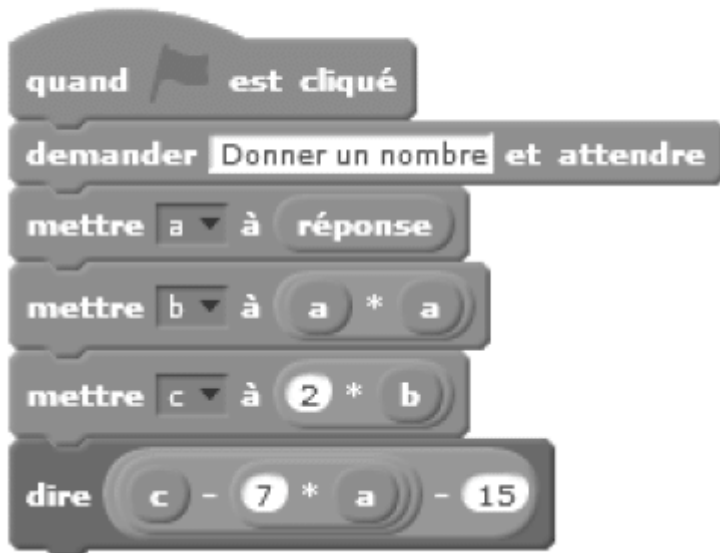 quand est cliqué
demander Donner un nombre et attendre
mettre a à réponse
mettre b à a * a
mettre c à 2 * b
dire c - 7 * a - 15